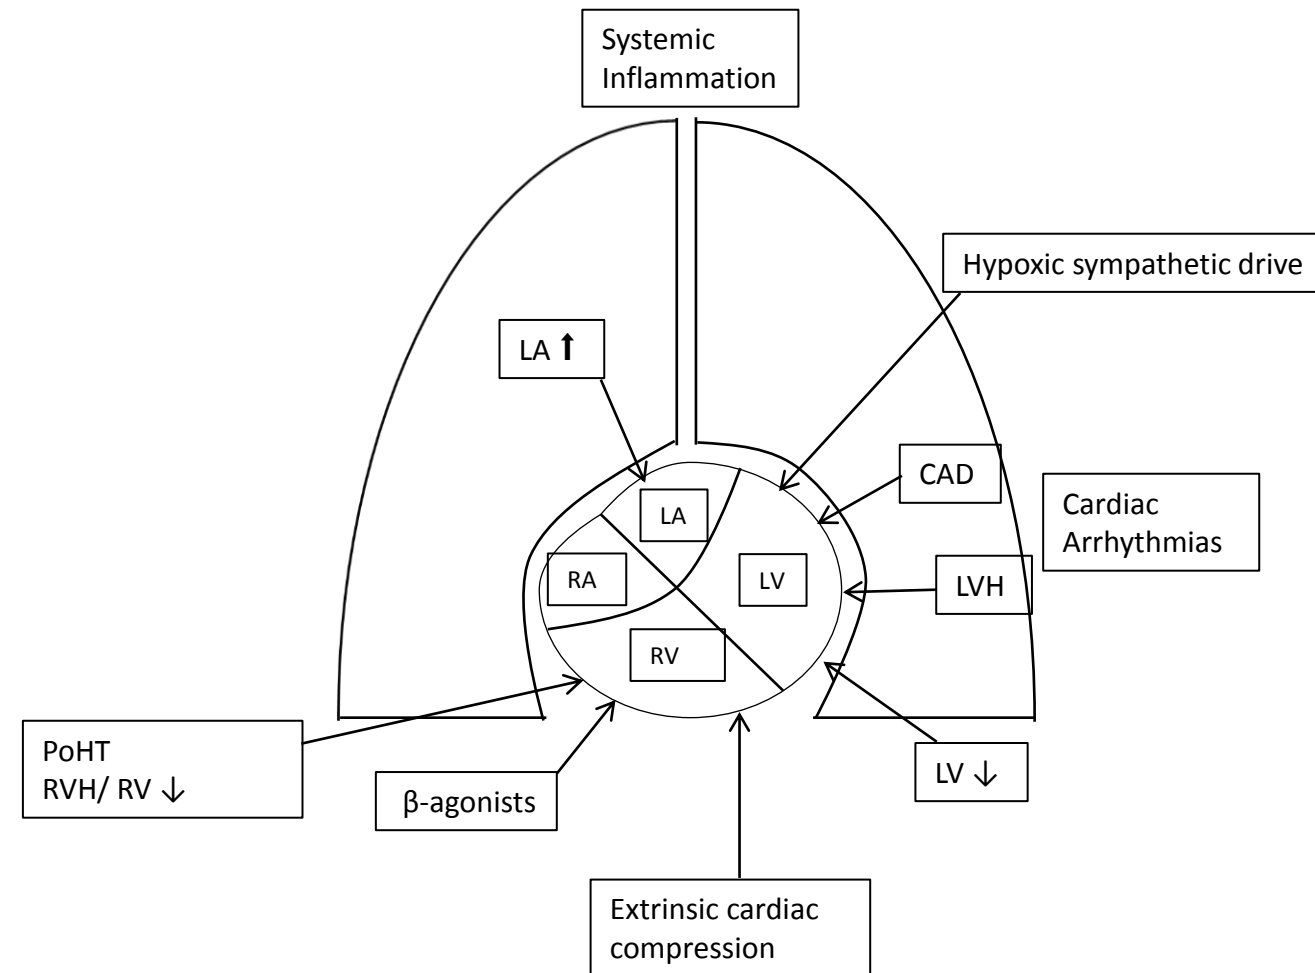 Systemic
Inflammation
Hypoxic sympathetic drive
LA ⬆
CAD
Cardiac
Arrhythmias
LA
RA
LV
LVH
RV
PoHT
RVH/ RV ↓
β-agonists
LV ↓
Extrinsic cardiac
compression